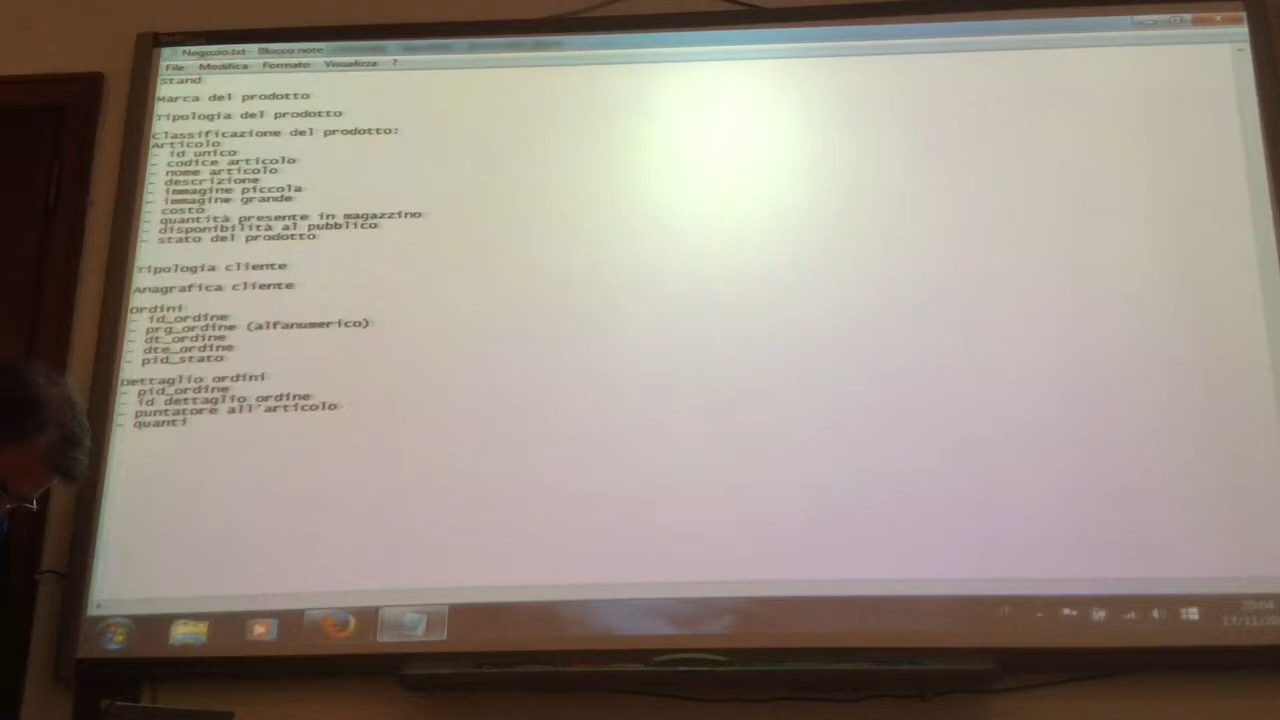 Negozio.txt - Blocco note
File Modifica Formato Visualizza ?
Stand
Marca del prodotto
Tipologia del prodotto
Classificazione del prodotto:
Articolo
- id unico
- codice articolo
- nome articolo
- descrizione
- immagine piccola
- immagine grande
- costo
- quantità presente in magazzino
- disponibilità al pubblico
- stato del prodotto
Tipologia cliente
Anagrafica cliente
Ordini
- id_ordine
- prg_ordine (alfanumerico)
- dt_ordine
- dte_ordine
- pid_stato
Dettaglio ordini
- pid_ordine
- id dettaglio ordine
- puntatore all'articolo
- quanti
IT
20:04